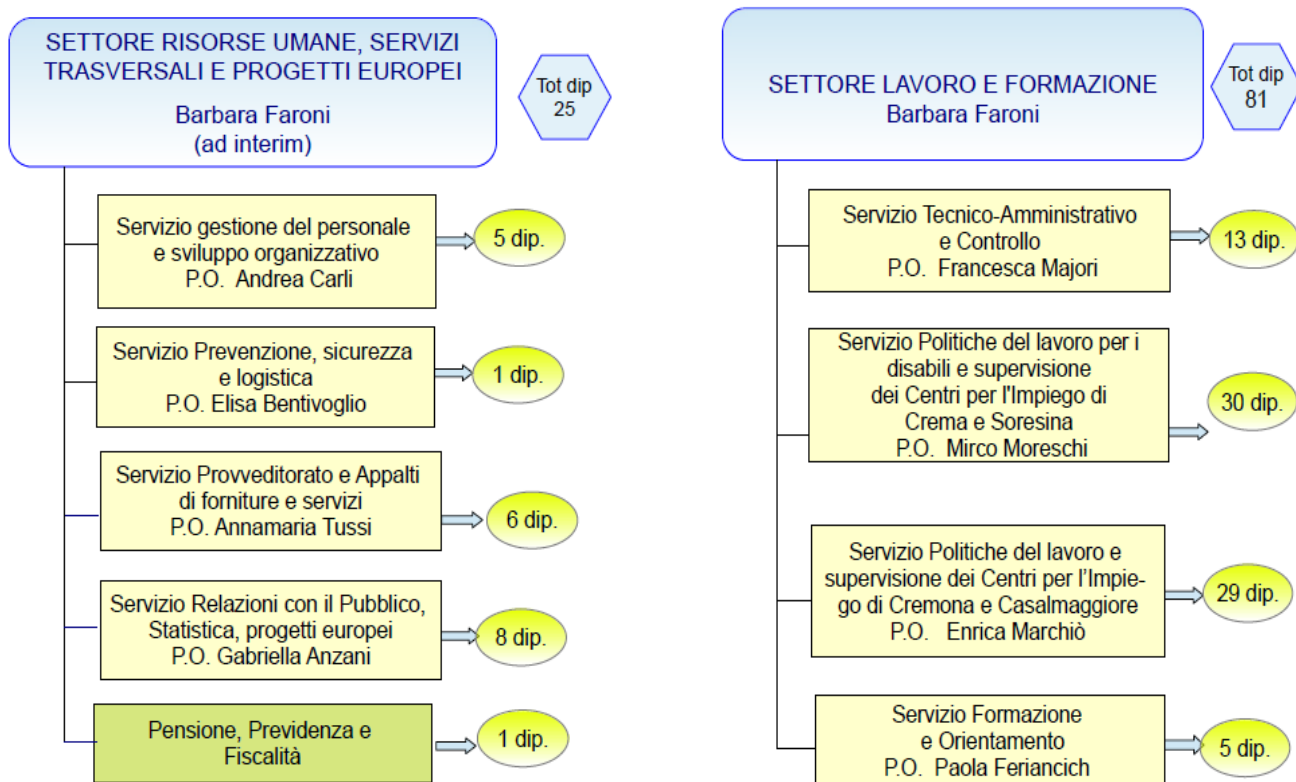 SETTORE RISORSE UMANE, SERVIZI
TRASVERSALI E PROGETTI EUROPEI
Barbara Faroni
(ad interim)
Tot dip
25
Servizio gestione del personale
e sviluppo organizzativo
P.O. Andrea Carli
5 dip.
Servizio Prevenzione, sicurezza
e logistica
P.O. Elisa Bentivoglio
1 dip.
Servizio Provveditorato e Appalti
di forniture e servizi
P.O. Annamaria Tussi
6 dip.
Servizio Relazioni con il Pubblico,
Statistica, progetti europei
P.O. Gabriella Anzani
8 dip.
Pensione, Previdenza e
Fiscalità
1 dip.
SETTORE LAVORO E FORMAZIONE
Barbara Faroni
Tot dip
81
Servizio Tecnico-Amministrativo
e Controllo
P.O. Francesca Majori
13 dip.
Servizio Politiche del lavoro per i
disabili e supervisione
dei Centri per l'Impiego di
Crema e Soresina
P.O. Mirco Moreschi
30 dip.
Servizio Politiche del lavoro e
supervisione dei Centri per l’Impie-
go di Cremona e Casalmaggiore
P.O. Enrica Marchiò
29 dip.
Servizio Formazione
e Orientamento
P.O. Paola Feriancich
5 dip.